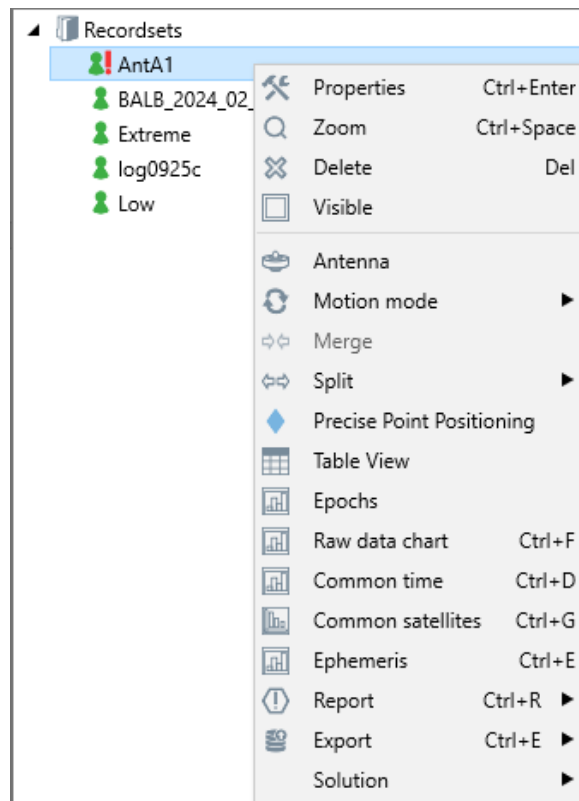 Recordsets
AntA1
BALB_2024_02_
Extreme
log0925c
Low
Properties Ctrl+Enter
Zoom Ctrl+Space
Delete Del
Visible
Antenna
Motion mode
Merge
Split
Precise Point Positioning
Table View
Epochs
Raw data chart Ctrl+F
Common time Ctrl+D
Common satellites Ctrl+G
Ephemeris Ctrl+E
Report Ctrl+R
Export Ctrl+E
Solution